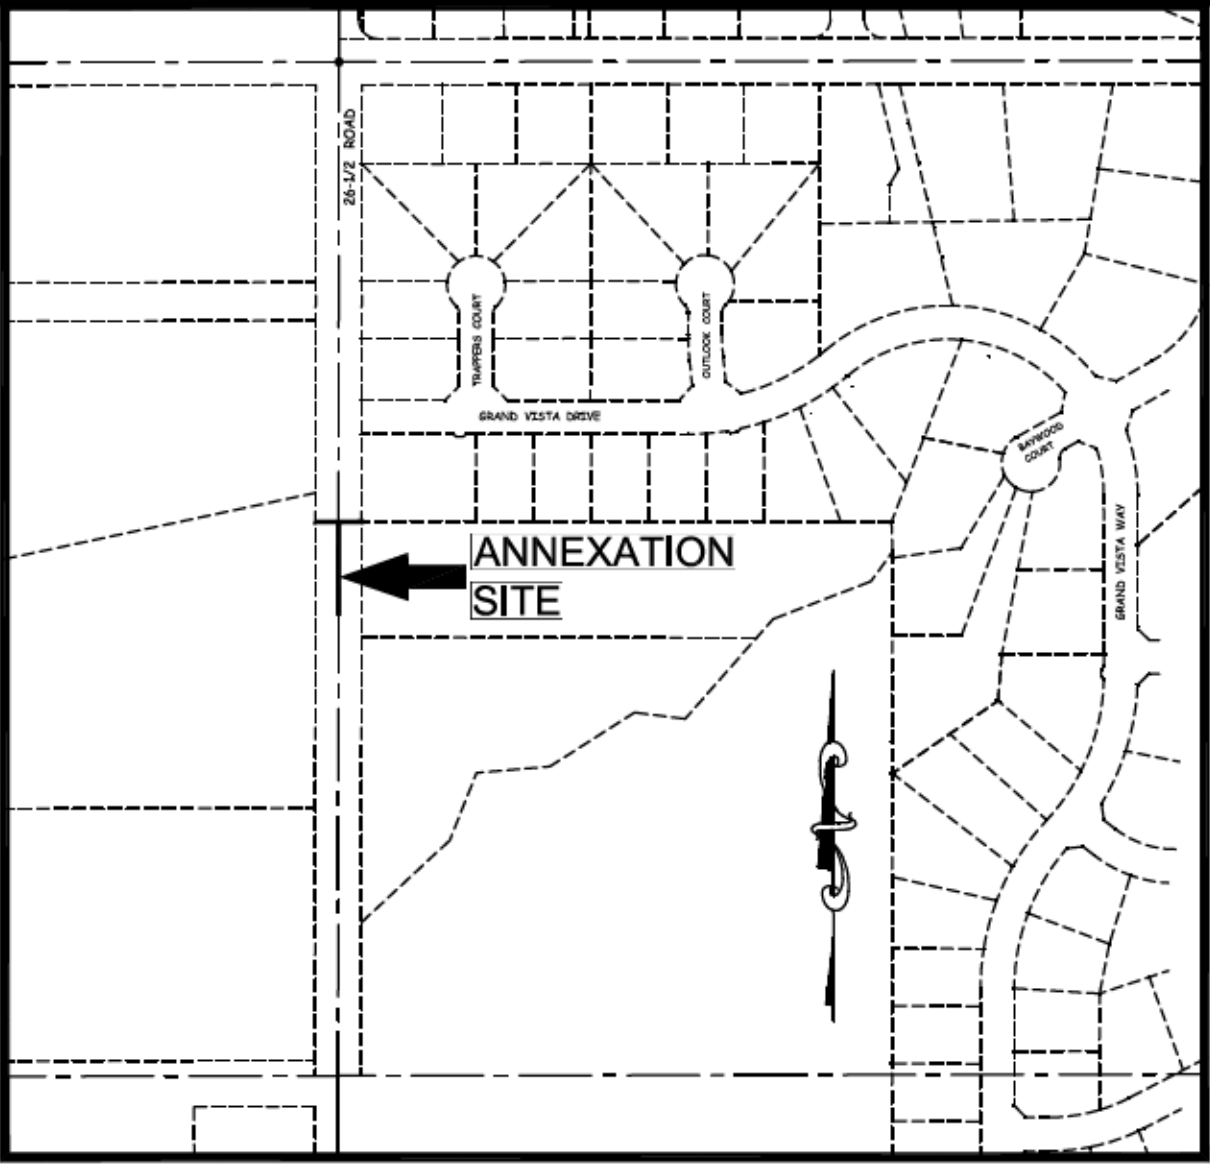 26-1/2 ROAD
TRAPPERS COURT
OUTLOOK COURT
GRAND VISTA DRIVE
BAYWOOD
COURT
GRAND VISTA WAY
ANNEXATION
SITE